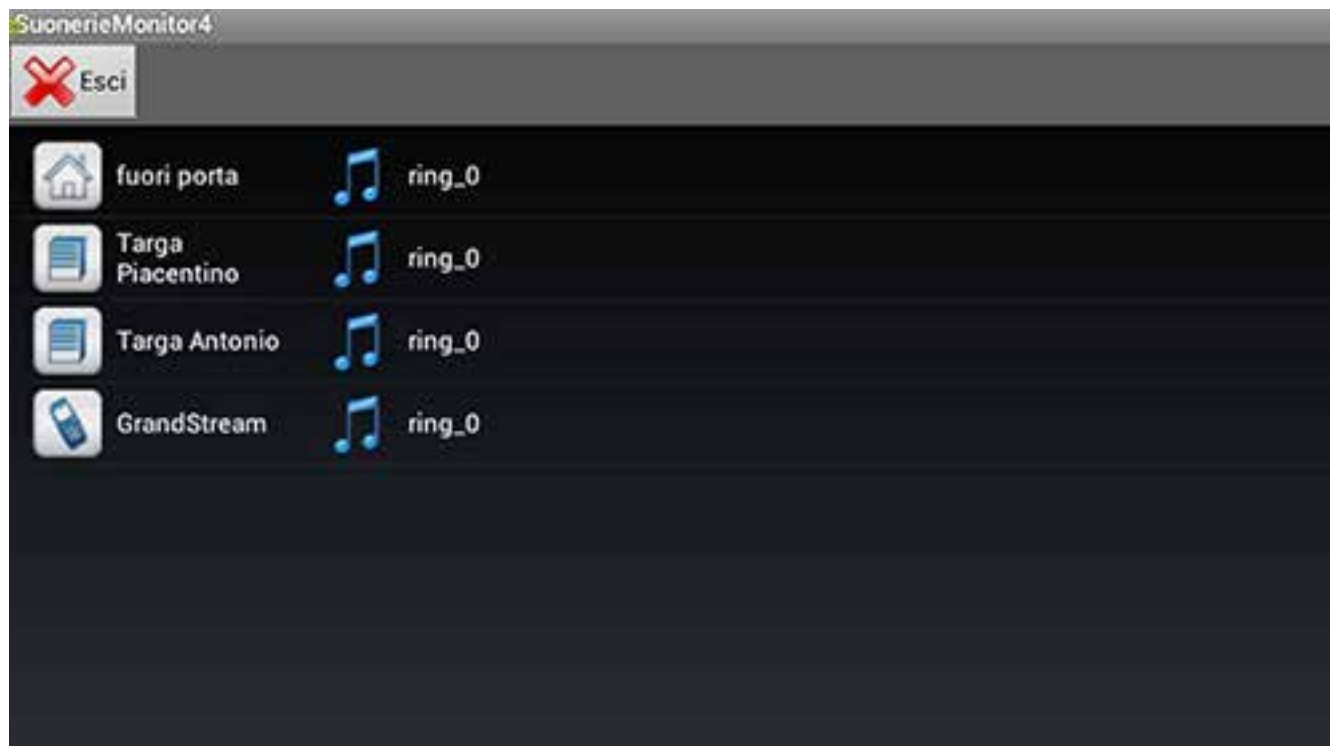 SuonerieMonitor4
Esci
fuori porta
ring_0
Targa
Piacentino
ring_0
Targa Antonio
ring_0
GrandStream
ring_0